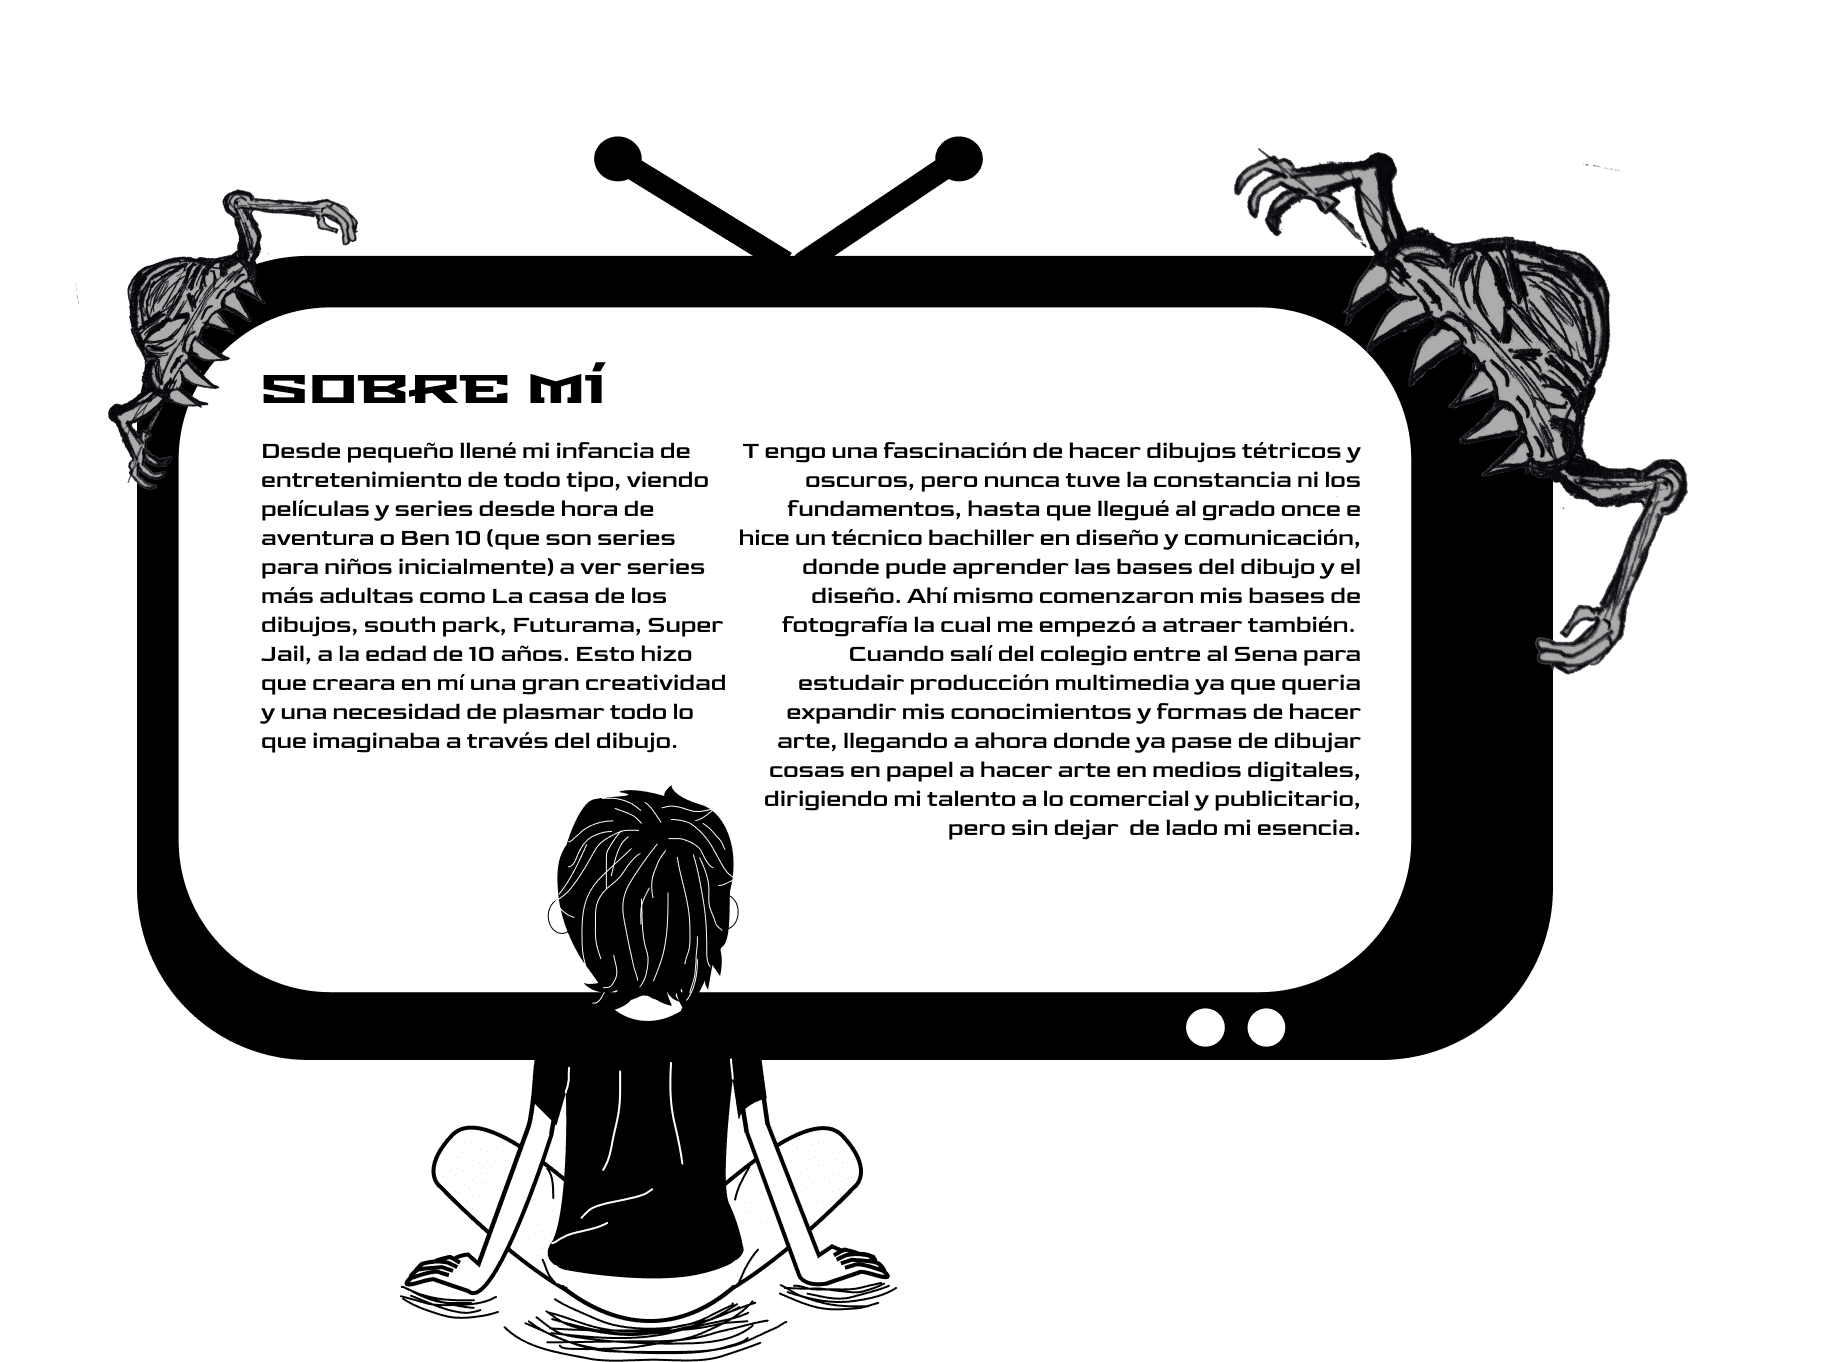 SOBRE MÍ
Desde pequeño llené mi infancia de
entretenimiento de todo tipo, viendo
películas y series desde hora de
aventura o Ben 10 (que son series
para niños inicialmente) a ver series
más adultas como La casa de los
dibujos, south park, Futurama, Super
Jail, a la edad de 10 años. Esto hizo
que creara en mí una gran creatividad
y una necesidad de plasmar todo lo
que imaginaba a través del dibujo.
T engo una fascinación de hacer dibujos tétricos y
oscuros, pero nunca tuve la constancia ni los
fundamentos, hasta que llegué al grado once e
hice un técnico bachiller en diseño y comunicación,
donde pude aprender las bases del dibujo y el
diseño. Ahí mismo comenzaron mis bases de
fotografía la cual me empezó a atraer también.
Cuando salí del colegio entre al Sena para
estudair producción multimedia ya que queria
expandir mis conocimientos y formas de hacer
arte, llegando a ahora donde ya pase de dibujar
cosas en papel a hacer arte en medios digitales,
dirigiendo mi talento a lo comercial y publicitario,
pero sin dejar  de lado mi esencia.